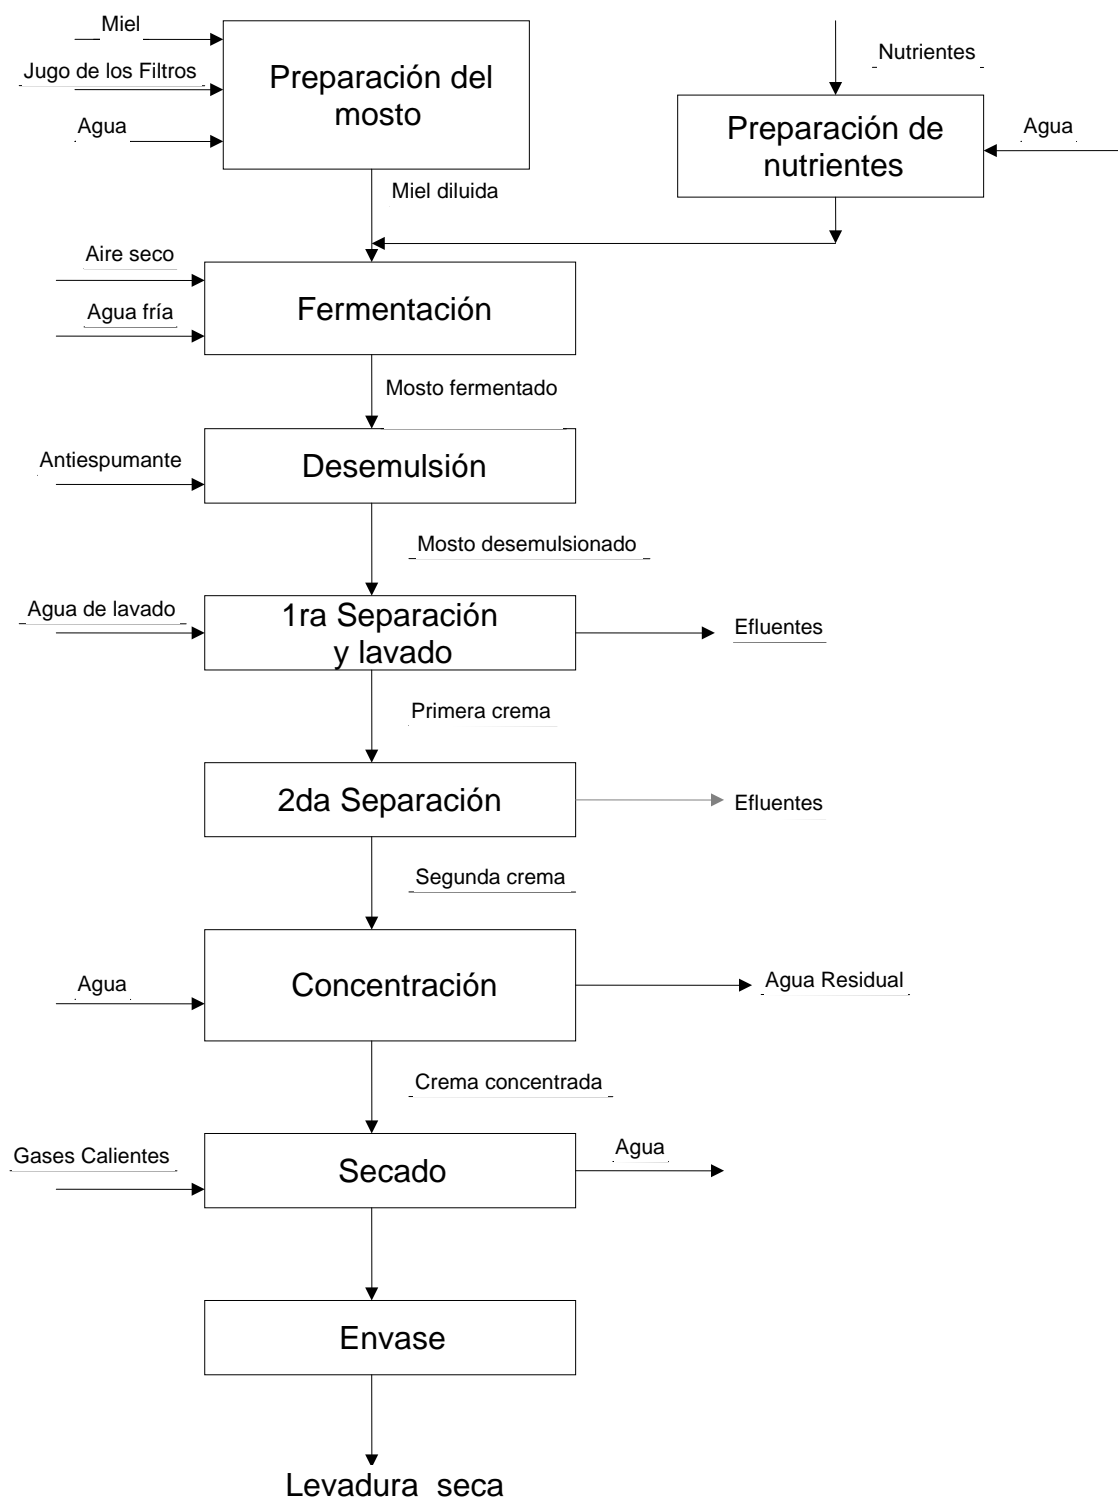 Miel
Jugo de los Filtros
Agua
Preparación del
mosto
Nutrientes
Preparación de
nutrientes
Agua
Miel diluida
Aire seco
Agua fría
Fermentación
Mosto fermentado
Antiespumante
Desemulsión
Mosto desemulsionado
Agua de lavado
1ra Separación
y lavado
Efluentes
Primera crema
2da Separación
Efluentes
Segunda crema
Agua
Concentración
Agua Residual
Crema concentrada
Gases Calientes
Secado
Agua
Envase
Levadura seca